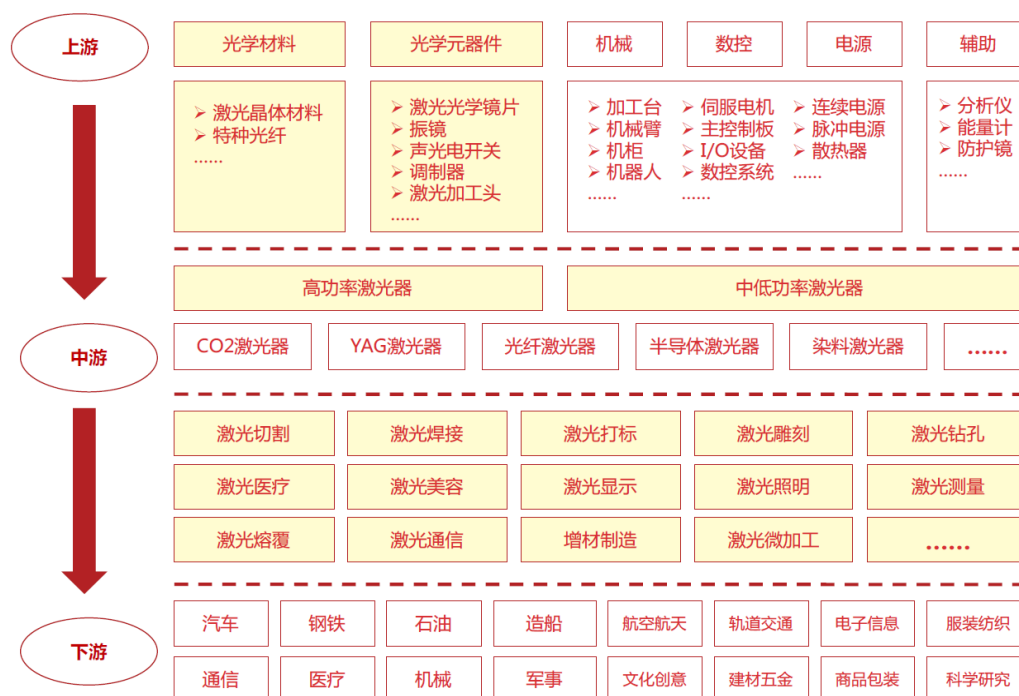 上游
光学材料
光学元器件
机械
数控
电源
辅助
➢ 激光晶体材料
➢ 特种光纤
......
➢ 激光光学镜片
➢ 振镜
➢ 声光电开关
➢ 调制器
➢ 激光加工头
......
➢ 加工台
➢ 机械臂
➢ 机柜
➢ 机器人
......
➢ 伺服电机
➢ 主控制板
➢ I/O设备
➢ 数控系统
......
➢ 连续电源
➢ 脉冲电源
➢ 散热器
......
➢ 分析仪
➢ 能量计
➢ 防护镜
......
高功率激光器
中低功率激光器
中游
CO2激光器
YAG激光器
光纤激光器
半导体激光器
染料激光器
......
激光切割
激光焊接
激光打标
激光雕刻
激光钻孔
激光医疗
激光美容
激光显示
激光照明
激光测量
激光熔覆
激光通信
增材制造
激光微加工
......
下游
汽车
钢铁
石油
造船
航空航天
轨道交通
电子信息
服装纺织
通信
医疗
机械
军事
文化创意
建材五金
商品包装
科学研究